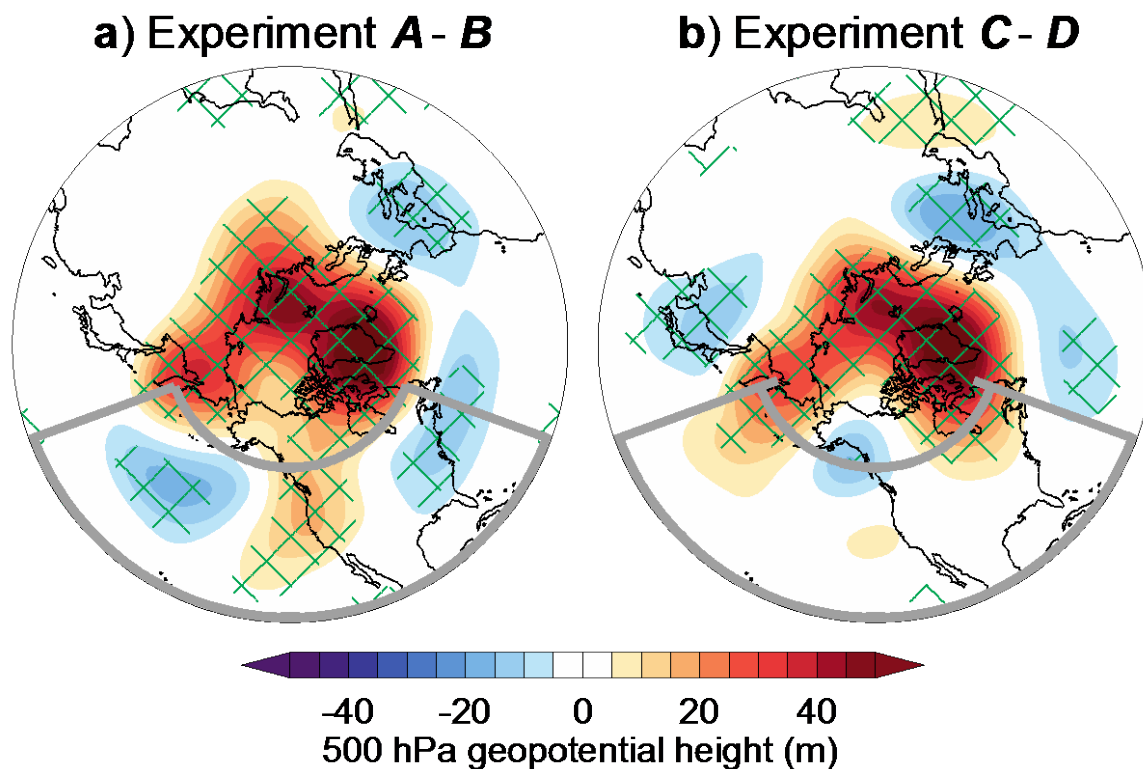 a) Experiment A - B
b) Experiment C - D
-40 -20 0 20 40
500 hPa geopotential height (m)